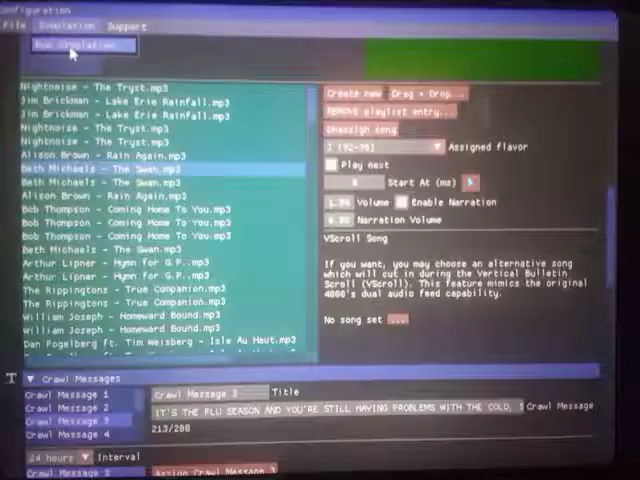 Configuration
File Simulation Support
Run Simulation
Nightnoise - The Tryst.mp3
Jim Brickman - Lake Erie Rainfall.mp3
Jim Brickman - Lake Erie Rainfall.mp3
Nightnoise - The Tryst.mp3
Nightnoise - The Tryst.mp3
Alison Brown - Rain Again.mp3
Beth Michaels - The Swan.mp3
Beth Michaels - The Swan.mp3
Alison Brown - Rain Again.mp3
Bob Thompson - Coming Home To You.mp3
Bob Thompson - Coming Home To You.mp3
Bob Thompson - Coming Home To You.mp3
Beth Michaels - The Swan.mp3
Arthur Lipner - Hymn for G.P..mp3
Arthur Lipner - Hymn for G.P..mp3
The Rippingtons - True Companion.mp3
The Rippingtons - True Companion.mp3
William Joseph - Homeward Bound.mp3
William Joseph - Homeward Bound.mp3
Dan Fogelberg ft. Tim Weisberg - Isle Au Haut.mp3
Create new Drag + Drop...
REMOVE playlist entry...
Unassign song
Assigned flavor
Play next
Start At (ms)
Volume Enable Narration
Narration Volume
VScroll Song
If you want, you may choose an alternative song
which will cut in during the Vertical Bulletin
Scroll (VScroll). This feature mimics the original
4000's dual audio feed capability.
No song set ...
Crawl Messages
Crawl Message 1
Crawl Message 2
Crawl Message 3
Crawl Message 4
Crawl Message 3 Title
IT'S THE FLU SEASON AND YOU'RE STILL HAVING PROBLEMS WITH THE COLD, Crawl Message
213/280
24 hours Interval
Crawl Message 3 Assign Crawl Message 3